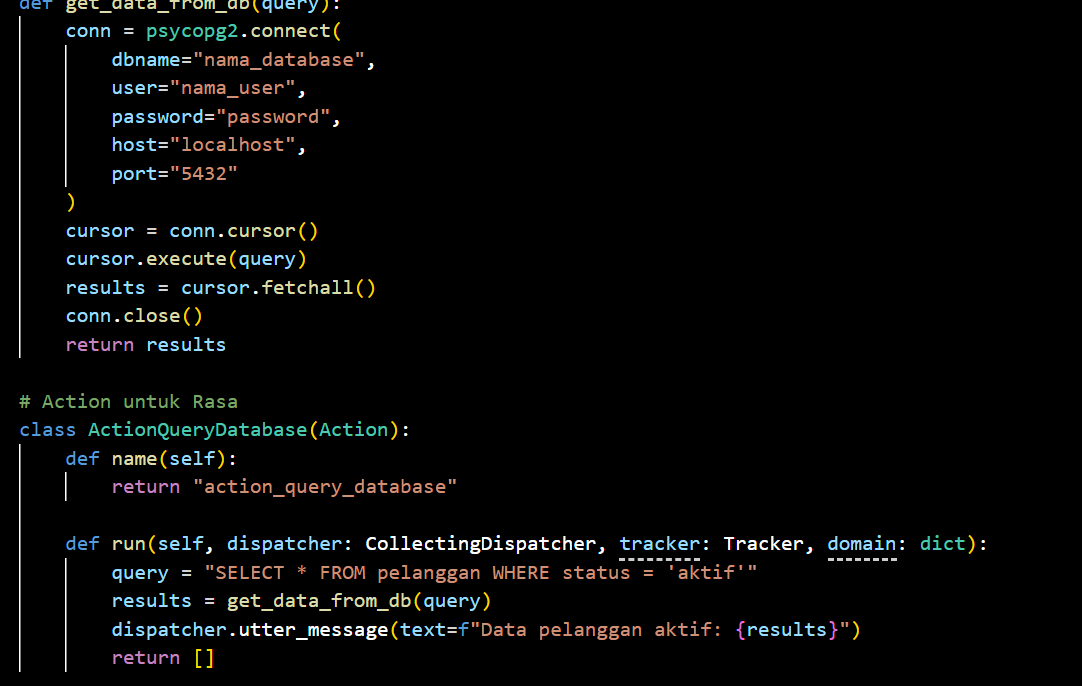 def get_data_from_db(query):
    conn = psycopg2.connect(
        dbname="nama_database",
        user="nama_user",
        password="password",
        host="localhost",
        port="5432"
    )
    cursor = conn.cursor()
    cursor.execute(query)
    results = cursor.fetchall()
    conn.close()
    return results

# Action untuk Rasa
class ActionQueryDatabase(Action):
    def name(self):
        return "action_query_database"

    def run(self, dispatcher: CollectingDispatcher, tracker: Tracker, domain: dict):
        query = "SELECT * FROM pelanggan WHERE status = 'aktif'"
        results = get_data_from_db(query)
        dispatcher.utter_message(text=f"Data pelanggan aktif: {results}")
        return []